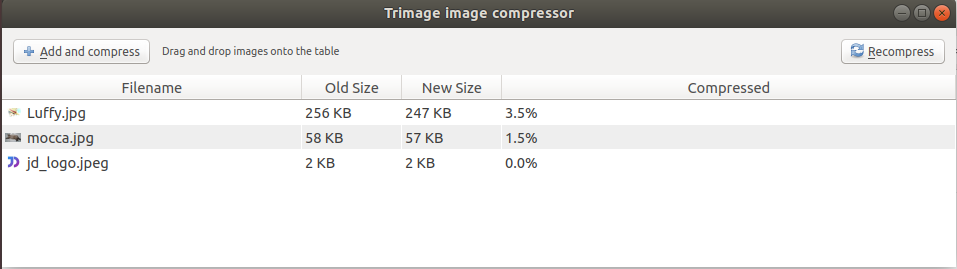 Trimage image compressor
Add and compress Drag and drop images onto the table Recompress
Filename Old Size New Size Compressed
Luffy.jpg 256 KB 247 KB 3.5%
mocca.jpg 58 KB 57 KB 1.5%
jd_logo.jpeg 2 KB 2 KB 0.0%